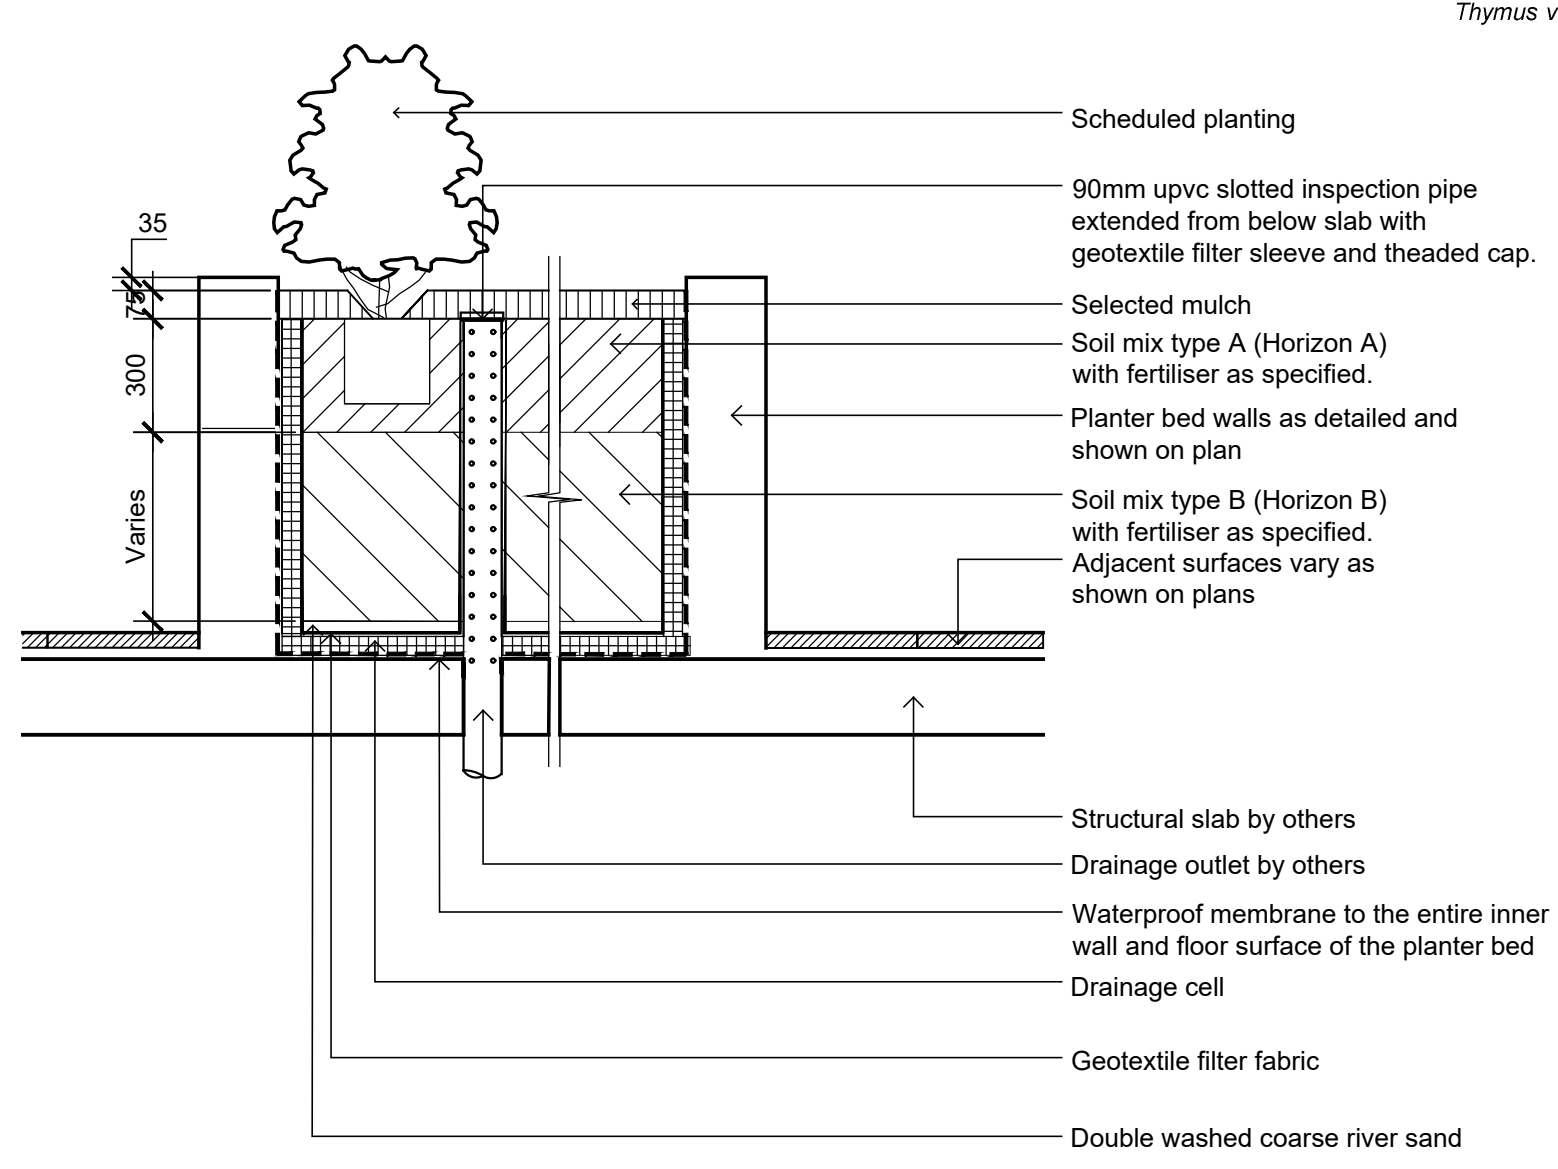 Thymus v
Scheduled planting
90mm upvc slotted inspection pipe
extended from below slab with
geotextile filter sleeve and theaded cap.
35
75
300
Varies
Selected mulch
Soil mix type A (Horizon A)
with fertiliser as specified.
Planter bed walls as detailed and
shown on plan
Soil mix type B (Horizon B)
with fertiliser as specified.
Adjacent surfaces vary as
shown on plans
Structural slab by others
Drainage outlet by others
Waterproof membrane to the entire inner
wall and floor surface of the planter bed
Drainage cell
Geotextile filter fabric
Double washed coarse river sand